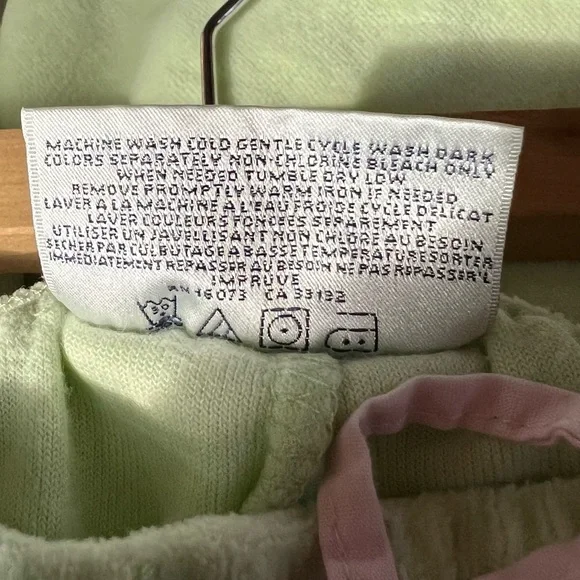 MACHINE WASH COLD GENTLE CYCLE WASH DARK
COLORS SEPARATELY NON-CHLORINE BLEACH ONLY
WHEN NEEDED TUMBLE DRY LOW
REMOVE PROMPTLY WARM IRON IF NEEDED
LAVER A LA MACHINE A L'EAU FROISE CYCLE DELICAT
LAVER COULEURS FONCEES SEPAREMENT
UTILISER UN JAVELLISANT NON CHLORE AU BESOIN
SECHER PAR CULBUTAGE A BASSE TEMPERATURE SORTER
IMMEDIATEMENT REPASSER AU BESOIN NE PAS REPASSER L'
IMPRUVE
RN 16073 CA 33192